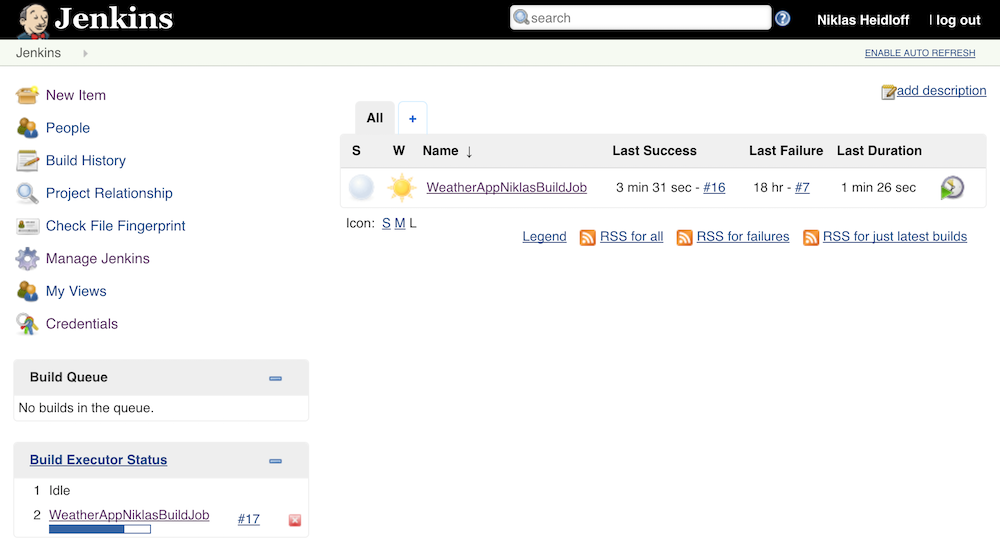 Jenkins
search
Niklas Heidloff | log out
Jenkins
ENABLE AUTO REFRESH
New Item
People
Build History
Project Relationship
Check File Fingerprint
Manage Jenkins
My Views
Credentials
add description
All +
S W Name ↓ Last Success Last Failure Last Duration
WeatherAppNiklasBuildJob 3 min 31 sec - #16 18 hr - #7 1 min 26 sec
Icon: S M L
Legend RSS for all RSS for failures RSS for just latest builds
Build Queue
No builds in the queue.
Build Executor Status
1 Idle
2 WeatherAppNiklasBuildJob #17